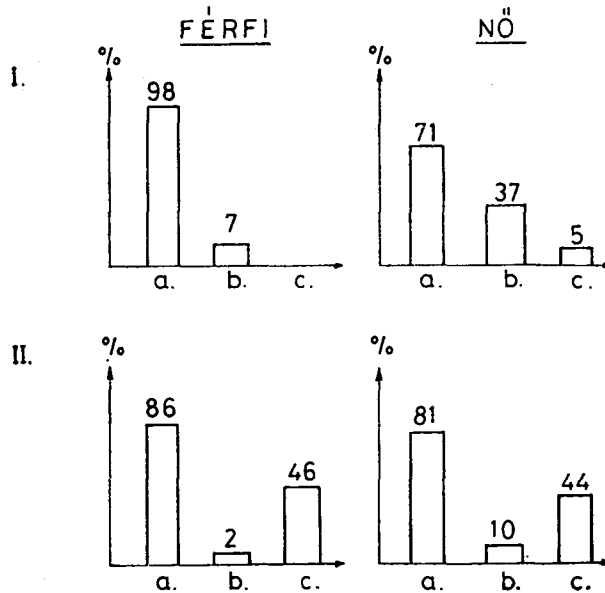 FÉRFI NŐ
I.
% %
98 71 37 5
7
a. b. c. a. b. c.
II.
% %
86 46 81 44
2 10
a. b. c. a. b. c.